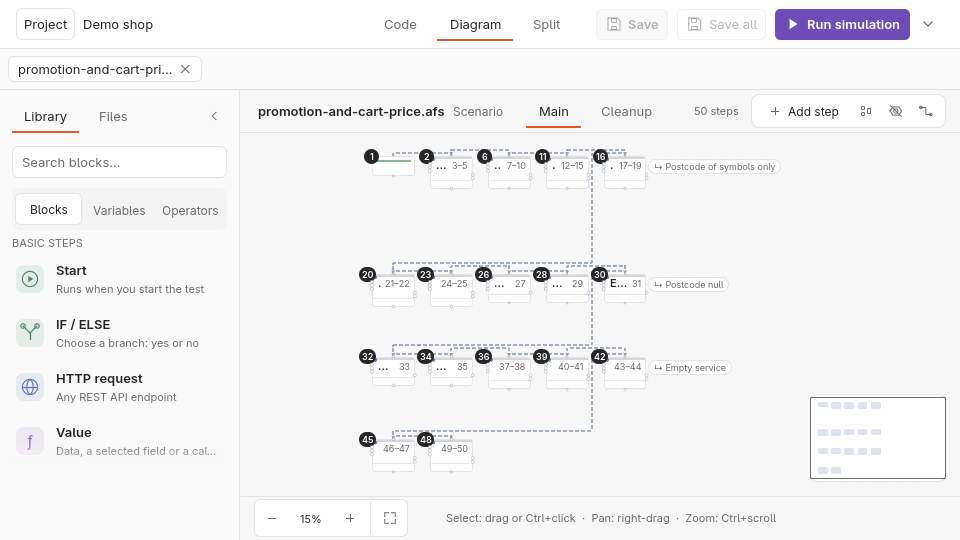 Project Demo shop Code Diagram Split Save Save all Run simulation
promotion-and-cart-pri...
Library Files
promotion-and-cart-price.afs Scenario Main Cleanup 50 steps Add step
Search blocks...
Blocks Variables Operators
BASIC STEPS
Start
Runs when you start the test
IF / ELSE
Choose a branch: yes or no
HTTP request
Any REST API endpoint
Value
Data, a selected field or a cal...
1 2 6 11 16
... 3–5 .. 7–10 . 12–15 . 17–19 ↳ Postcode of symbols only
20 23 26 28 30
. 21–22 24–25 ... 27 ... 29 E... 31 ↳ Postcode null
32 34 36 39 42
... 33 ... 35 37–38 40–41 43–44 ↳ Empty service
45 48
46–47 49–50
15% Select: drag or Ctrl+click · Pan: right-drag · Zoom: Ctrl+scroll